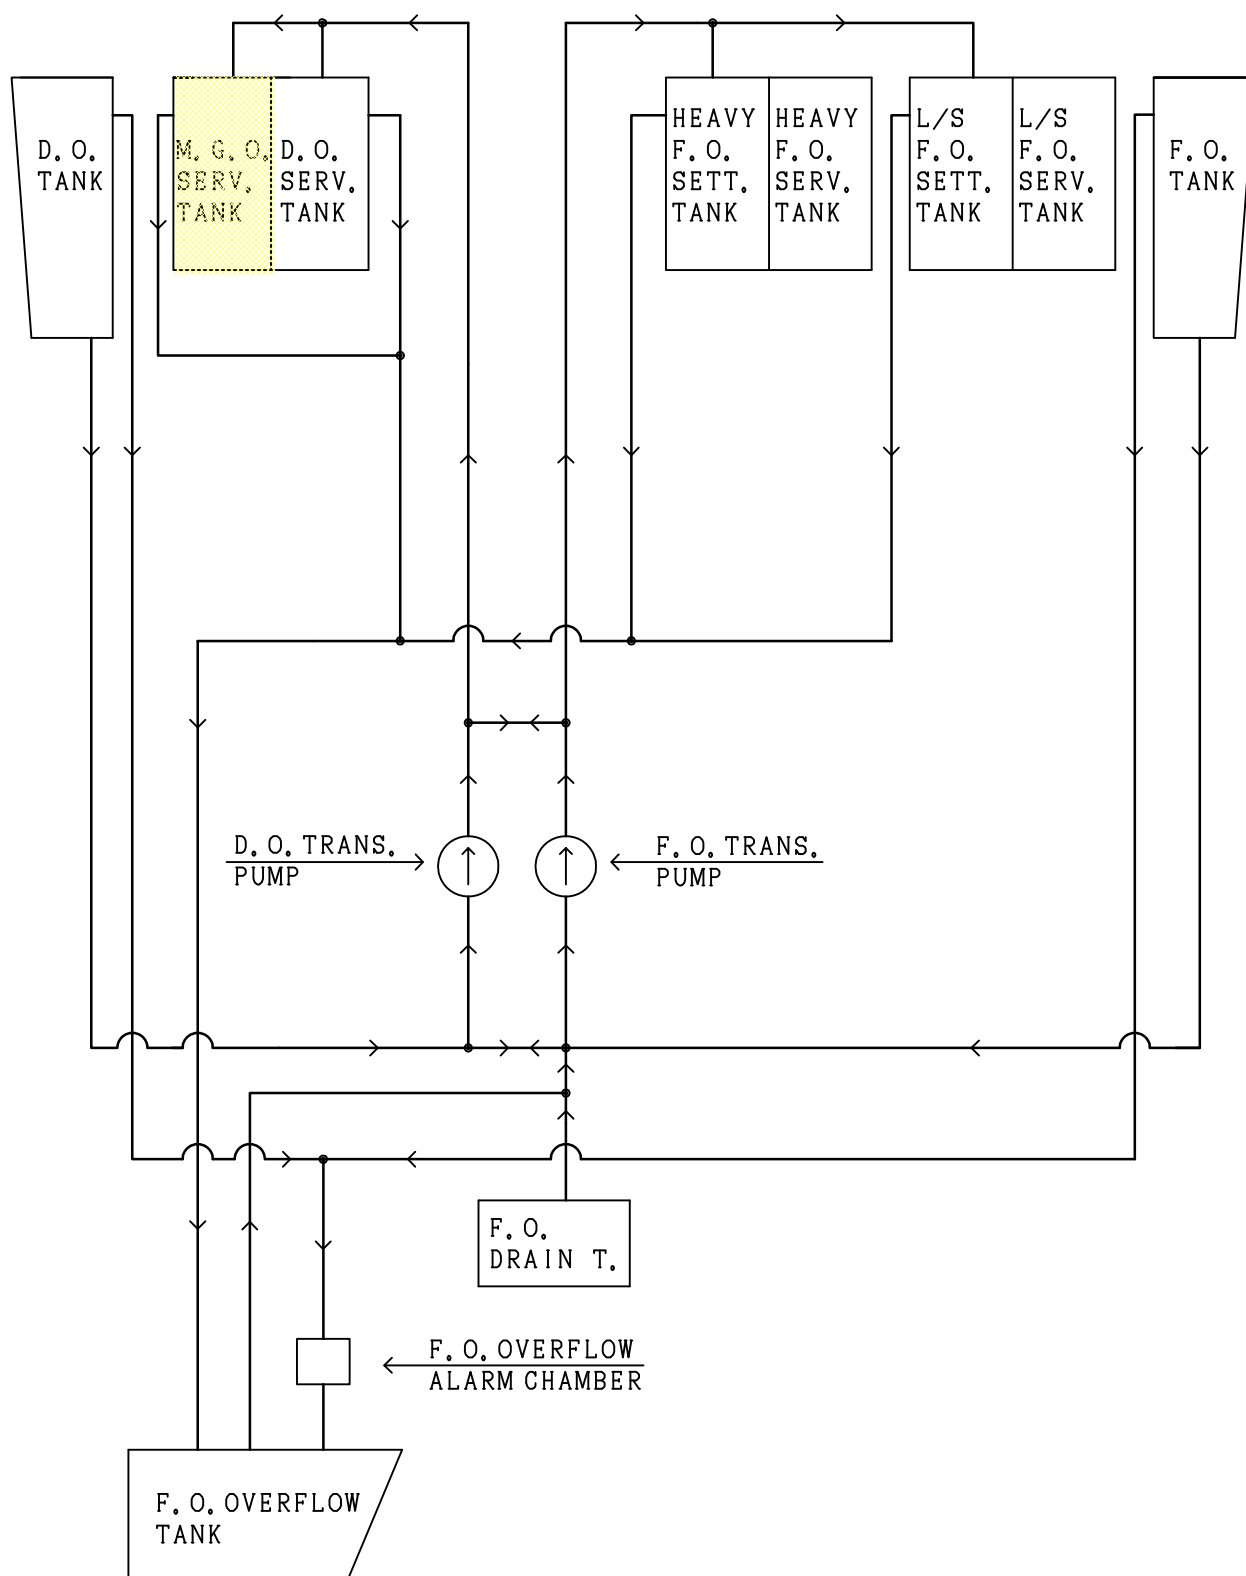 D.O.
TANK
M.G.O.
SERV.
TANK
D.O.
SERV.
TANK
HEAVY
F.O.
SETT.
TANK
HEAVY
F.O.
SERV.
TANK
L/S
F.O.
SETT.
TANK
L/S
F.O.
SERV.
TANK
F.O.
TANK
D.O.TRANS.
PUMP
F.O.TRANS.
PUMP
F.O.
DRAIN T.
F.O.OVERFLOW
ALARM CHAMBER
F.O.OVERFLOW
TANK